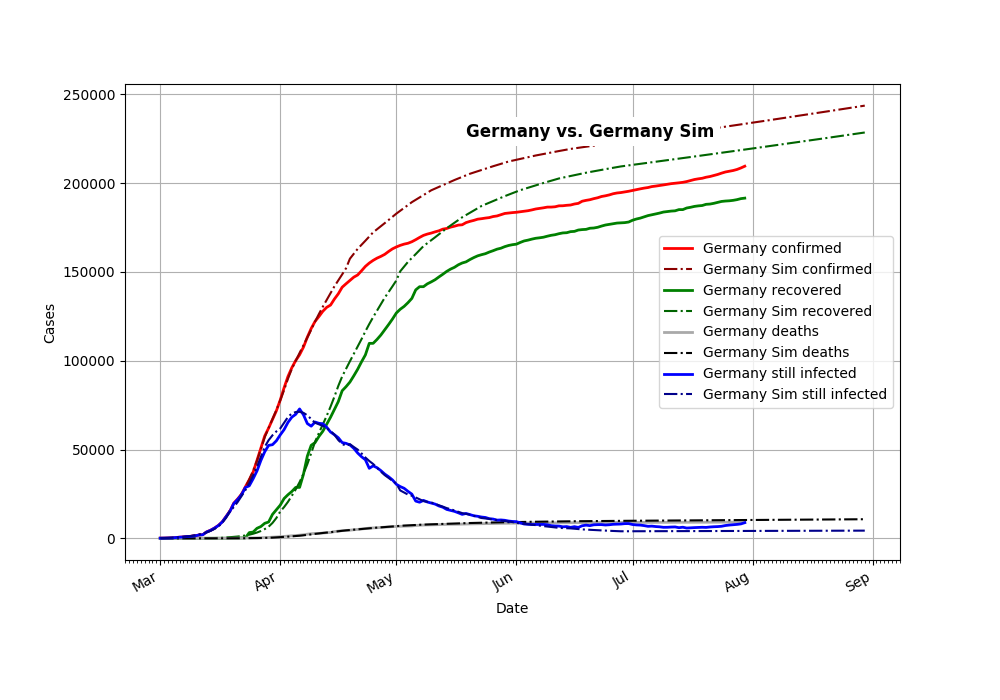 Germany vs. Germany Sim
250000
200000
150000
100000
50000
0
Cases
Germany confirmed
Germany Sim confirmed
Germany recovered
Germany Sim recovered
Germany deaths
Germany Sim deaths
Germany still infected
Germany Sim still infected
Mar
Apr
May
Jun
Jul
Aug
Sep
Date